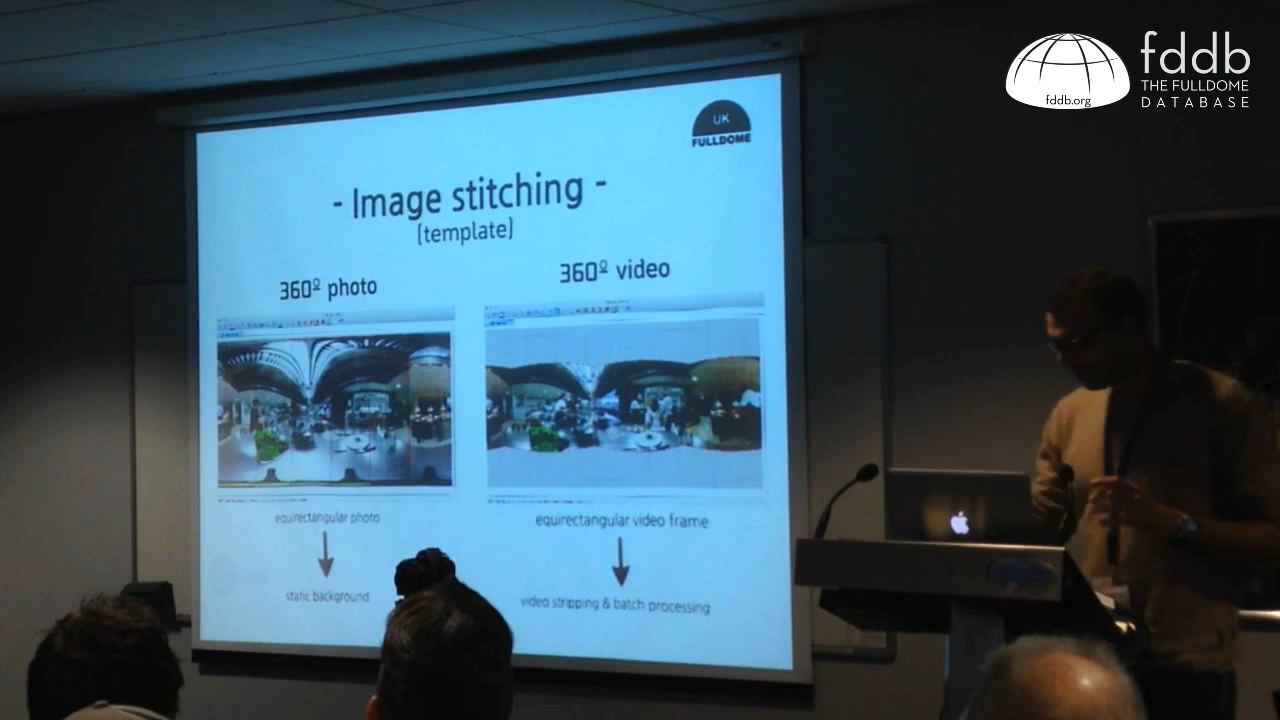 fddb
THE FULLDOME
DATABASE
fddb.org
UK
FULLDOME
- Image stitching -
(template)
360º photo
360º video
equirectangular photo
equirectangular video frame
static background
video stripping & batch processing